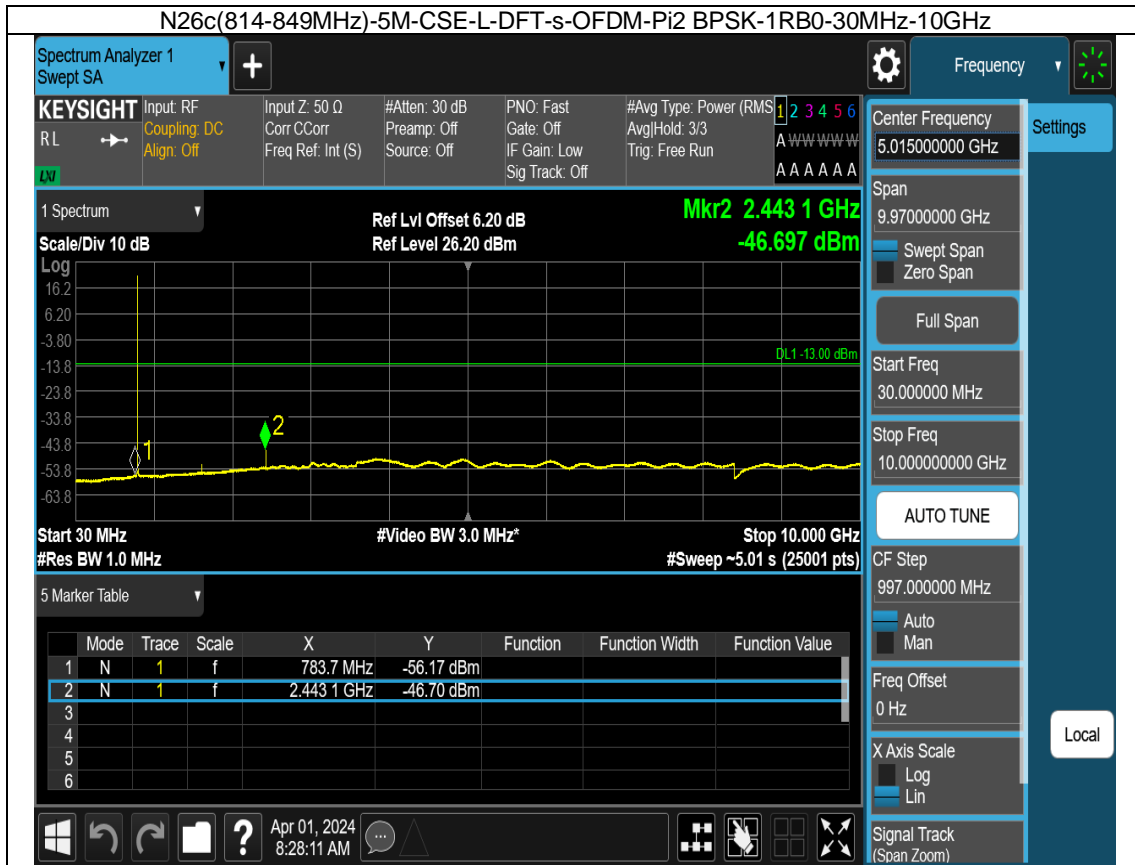 N26c(814-849MHz)-5M-CSE-L-DFT-s-OFDM-Pi2 BPSK-1RB0-30MHz-10GHz
Spectrum Analyzer 1
Swept SA
Frequency
KEYSIGHT
R L
LXI
Input: RF
Coupling: DC
Align: Off
Input Z: 50 Ω
Corr CCorr
Freq Ref: Int (S)
#Atten: 30 dB
Preamp: Off
Source: Off
PNO: Fast
Gate: Off
IF Gain: Low
Sig Track: Off
#Avg Type: Power (RMS
Avg|Hold: 3/3
Trig: Free Run
1 2 3 4 5 6
A W W W W W
A A A A A A
1 Spectrum
Scale/Div 10 dB
Ref Lvl Offset 6.20 dB
Ref Level 26.20 dBm
Mkr2 2.443 1 GHz
-46.697 dBm
Log
16.2
6.20
-3.80
-13.8
-23.8
-33.8
-43.8
-53.8
-63.8
DL1 -13.00 dBm
1
2
Start 30 MHz
#Res BW 1.0 MHz
#Video BW 3.0 MHz*
Stop 10.000 GHz
#Sweep ~5.01 s (25001 pts)
5 Marker Table
Mode Trace Scale X Y Function Function Width Function Value
1 N 1 f 783.7 MHz -56.17 dBm
2 N 1 f 2.443 1 GHz -46.70 dBm
3
4
5
6
Apr 01, 2024
8:28:11 AM
Center Frequency
5.015000000 GHz
Settings
Span
9.97000000 GHz
Swept Span
Zero Span
Full Span
Start Freq
30.000000 MHz
Stop Freq
10.000000000 GHz
AUTO TUNE
CF Step
997.000000 MHz
Auto
Man
Freq Offset
0 Hz
X Axis Scale
Log
Lin
Local
Signal Track
(Span Zoom)